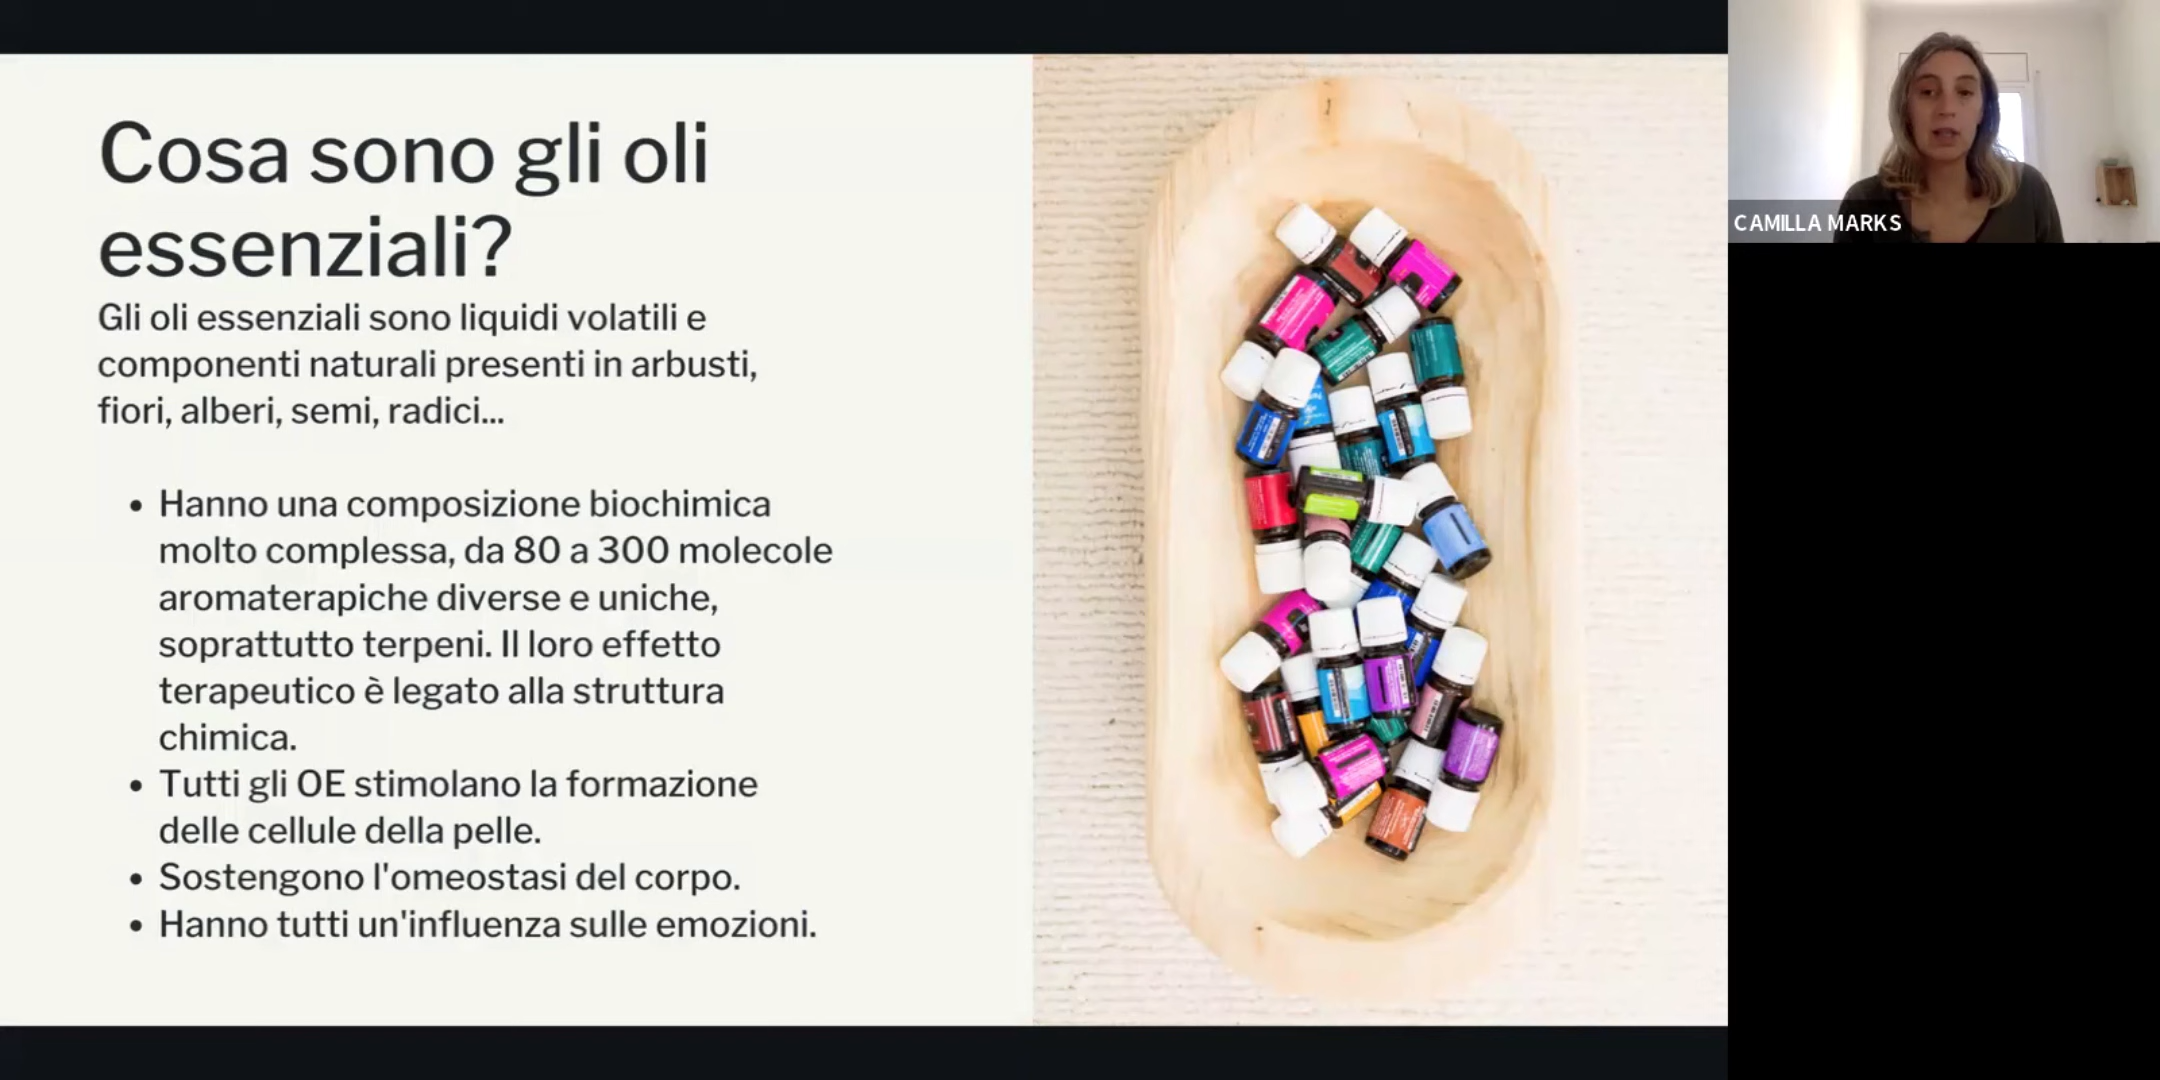 Cosa sono gli oli
essenziali?
Gli oli essenziali sono liquidi volatili e
componenti naturali presenti in arbusti,
fiori, alberi, semi, radici...
• Hanno una composizione biochimica
molto complessa, da 80 a 300 molecole
aromaterapiche diverse e uniche,
soprattutto terpeni. Il loro effetto
terapeutico è legato alla struttura
chimica.
• Tutti gli OE stimolano la formazione
delle cellule della pelle.
• Sostengono l'omeostasi del corpo.
• Hanno tutti un'influenza sulle emozioni.
CAMILLA MARKS